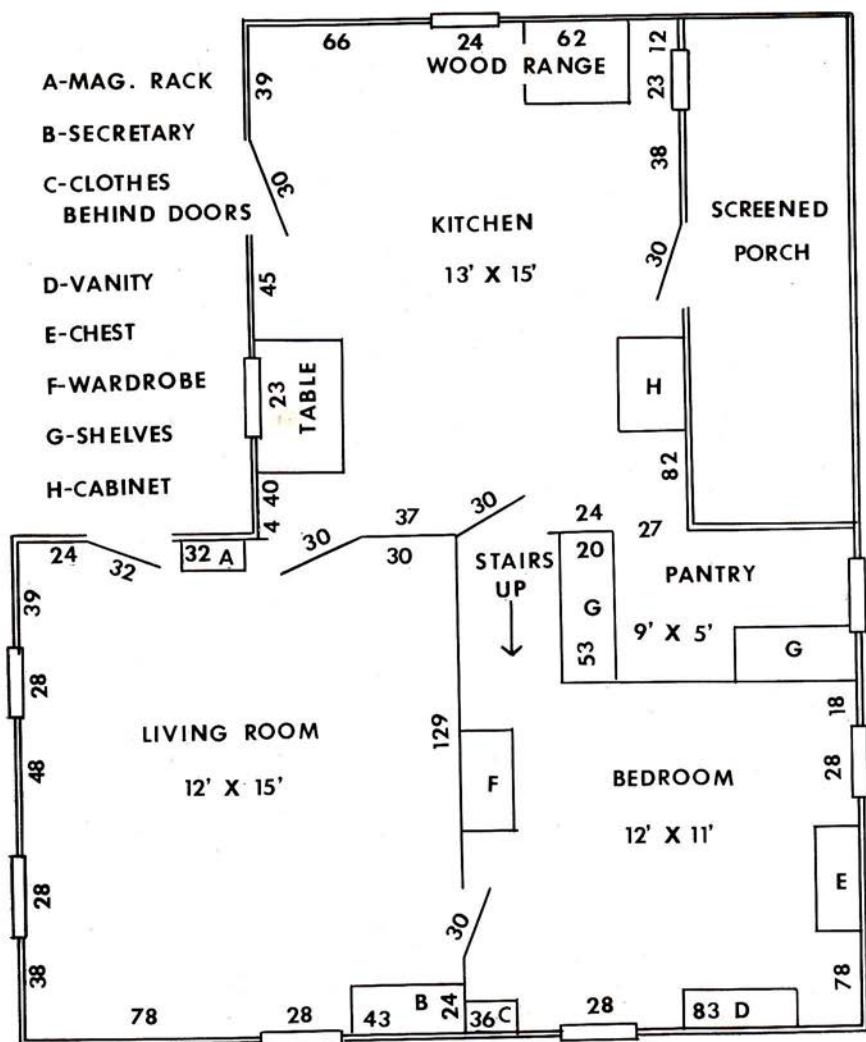 A-MAG. RACK
B-SECRETARY
C-CLOTHES
BEHIND DOORS
D-VANITY
E-CHEST
F-WARDROBE
G-SHELVES
H-CABINET
66
24
62
WOOD RANGE
12
23
38
39
30
KITCHEN
13' X 15'
SCREENED
PORCH
30
45
23
TABLE
H
82
40
4
37
30
24
27
24
32
32 A
30
30
STAIRS
UP
20
G
53
PANTRY
9' X 5'
G
39
28
48
28
38
LIVING ROOM
12' X 15'
129
F
BEDROOM
12' X 11'
18
28
E
78
30
78
28
43
B
24
36 C
28
83 D